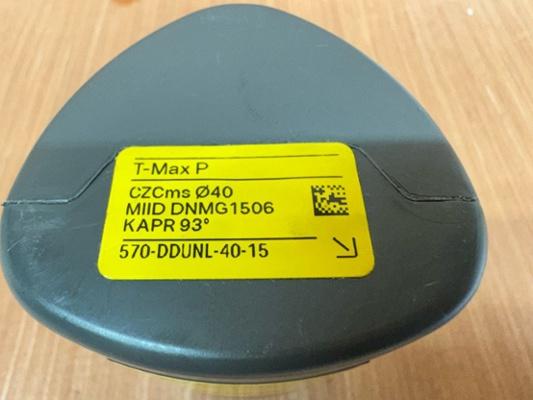 T-Max P
CZCms Ø40
MIID DNMG1506
KAPR 93°
570-DDUNL-40-15